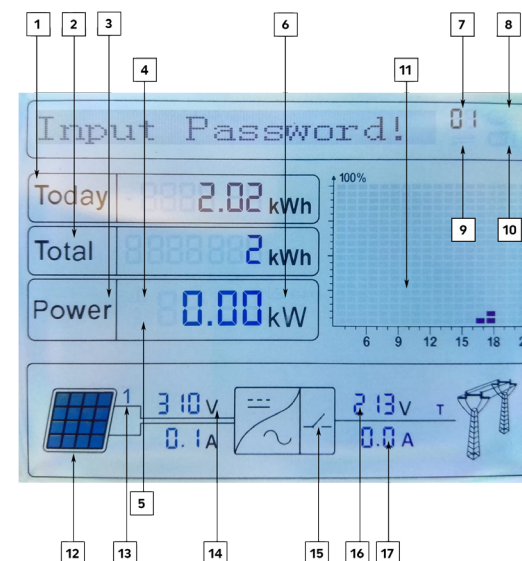 1 2 3 6 7 8
4 11
Input Password! 01
100%
Today 2.02 kWh
9 10
Total 2 kWh
Power 0.00 kW
6 9 12 15 18
1 310 V 213 V T
0.1 A 0.0 A
5
12 13 14 15 16 17